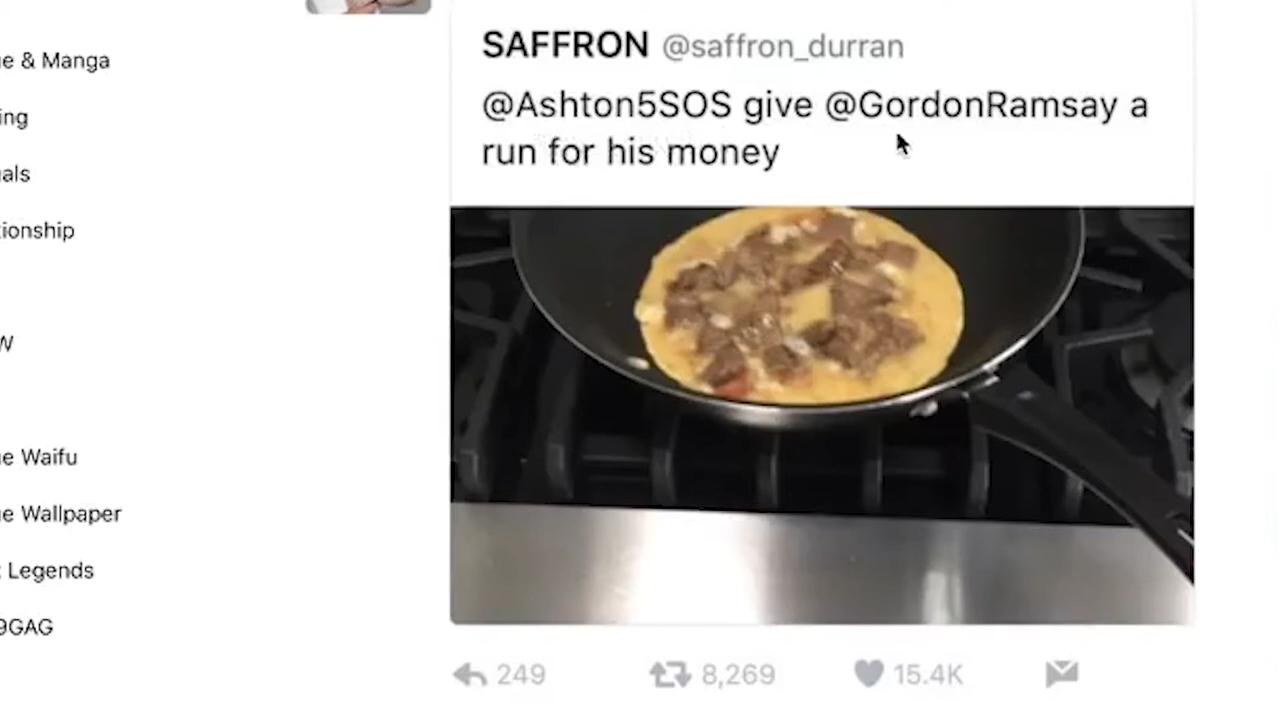 e & Manga
ing
als
ionship
W
e Waifu
e Wallpaper
Legends
9GAG
SAFFRON @saffron_durran
@Ashton5SOS give @GordonRamsay a
run for his money
249 8,269 15.4K